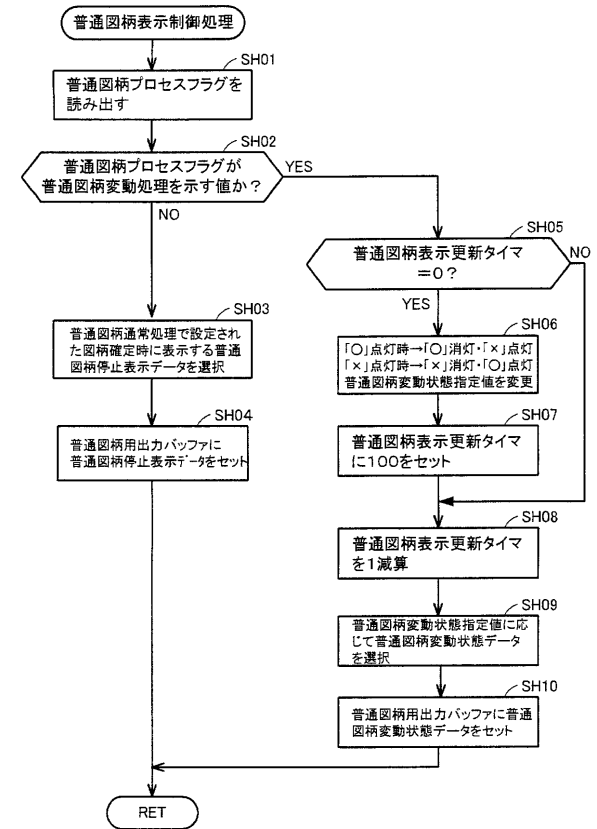 普通図柄表示制御処理
SH01
普通図柄プロセスフラグを
読み出す
SH02
普通図柄プロセスフラグが
普通図柄変動処理を示す値か？
YES
NO
SH03
普通図柄通常処理で設定され
た図柄確定時に表示する普通
図柄停止表示データを選択
SH04
普通図柄用出力バッファに
普通図柄停止表示データをセット
SH05
普通図柄表示更新タイマ
＝０？
NO
YES
SH06
「〇」点灯時→「〇」消灯・「×」点灯
「×」点灯時→「×」消灯・「〇」点灯
普通図柄変動状態指定値を変更
SH07
普通図柄表示更新タイマ
に１００をセット
SH08
普通図柄表示更新タイマ
を１減算
SH09
普通図柄変動状態指定値に応
じて普通図柄変動状態データ
を選択
SH10
普通図柄用出力バッファに普通
図柄変動状態データをセット
RET